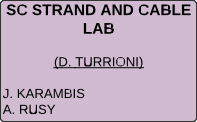 SC STRAND AND CABLE
LAB
(D. TURRIONI)
J. KARAMBIS
A. RUSY